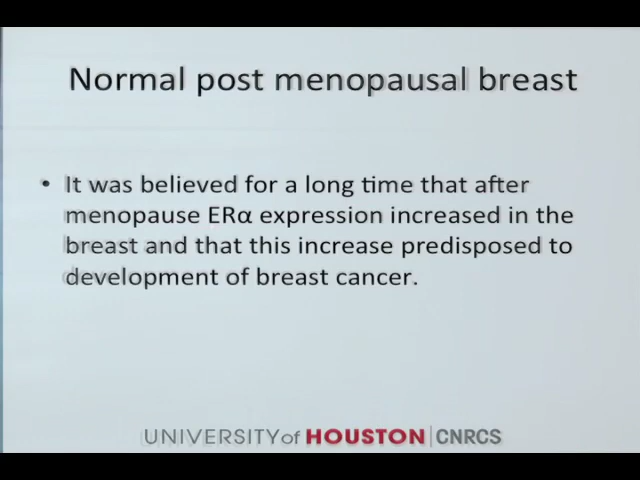 Normal post menopausal breast
• It was believed for a long time that after
menopause ERα expression increased in the
breast and that this increase predisposed to
development of breast cancer.
UNIVERSITY of HOUSTON | CNRCS